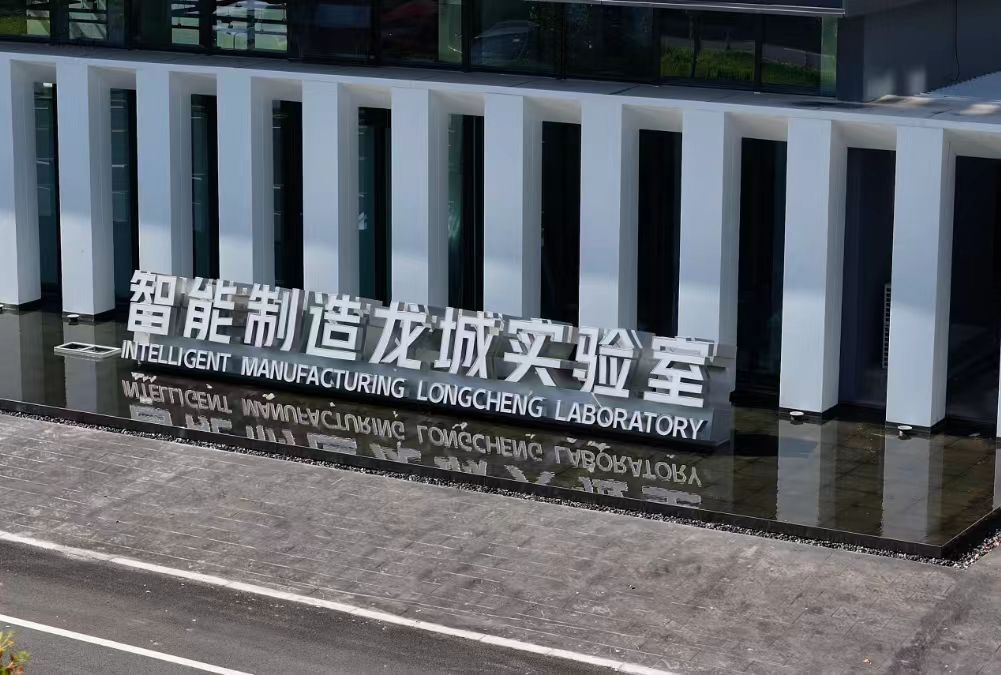 智能制造龙城实验室
INTELLIGENT MANUFACTURING LONGCHENG LABORATORY